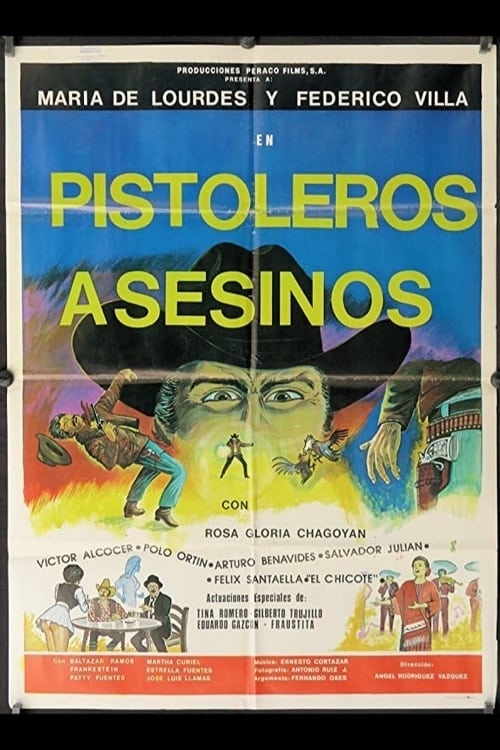 PRODUCCIONES PERACO FILMS, S.A.
PRESENTA A:
MARIA DE LOURDES Y FEDERICO VILLA
EN
PISTOLEROS
ASESINOS
CON
ROSA GLORIA CHAGOYAN
VICTOR ALCOCER • POLO ORTIN • ARTURO BENAVIDES • SALVADOR JULIAN •
• FELIX SANTAELLA "EL CHICOTE"
Actuaciones Especiales de:
TINA ROMERO - GILBERTO TRUJILLO
EDUARDO GAZCON - FRAUSTITA
Con BALTAZAR RAMOS
FRANKESTEIN
PATTY FUENTES
MARTHA CURIEL
ESTRELLA FUENTES
JOSE LUIS LLAMAS
Música: ERNESTO CORTAZAR
Fotografía: ANTONIO RUIZ J.
Argumento: FERNANDO OSES
Dirección:
ANGEL RODRIGUEZ VAZQUEZ